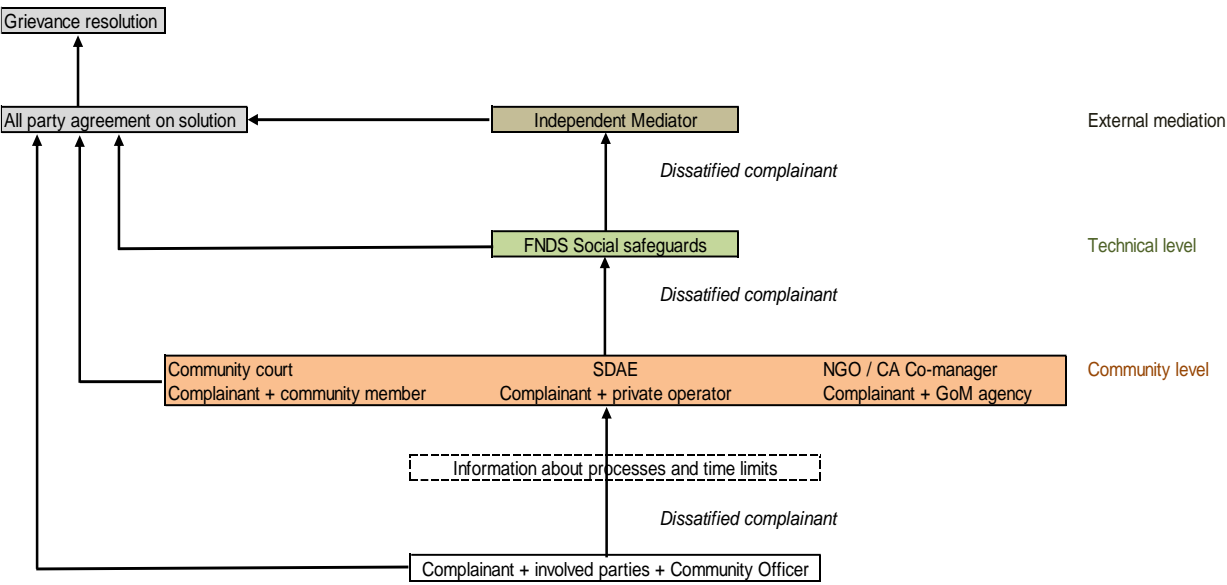 Grievance resolution
All party agreement on solution
Independent Mediator
External mediation
Dissatified complainant
FNDS Social safeguards
Technical level
Dissatified complainant
Community court
SDAE
NGO / CA Co-manager
Community level
Complainant + community member
Complainant + private operator
Complainant + GoM agency
Information about processes and time limits
Dissatified complainant
Complainant + involved parties + Community Officer